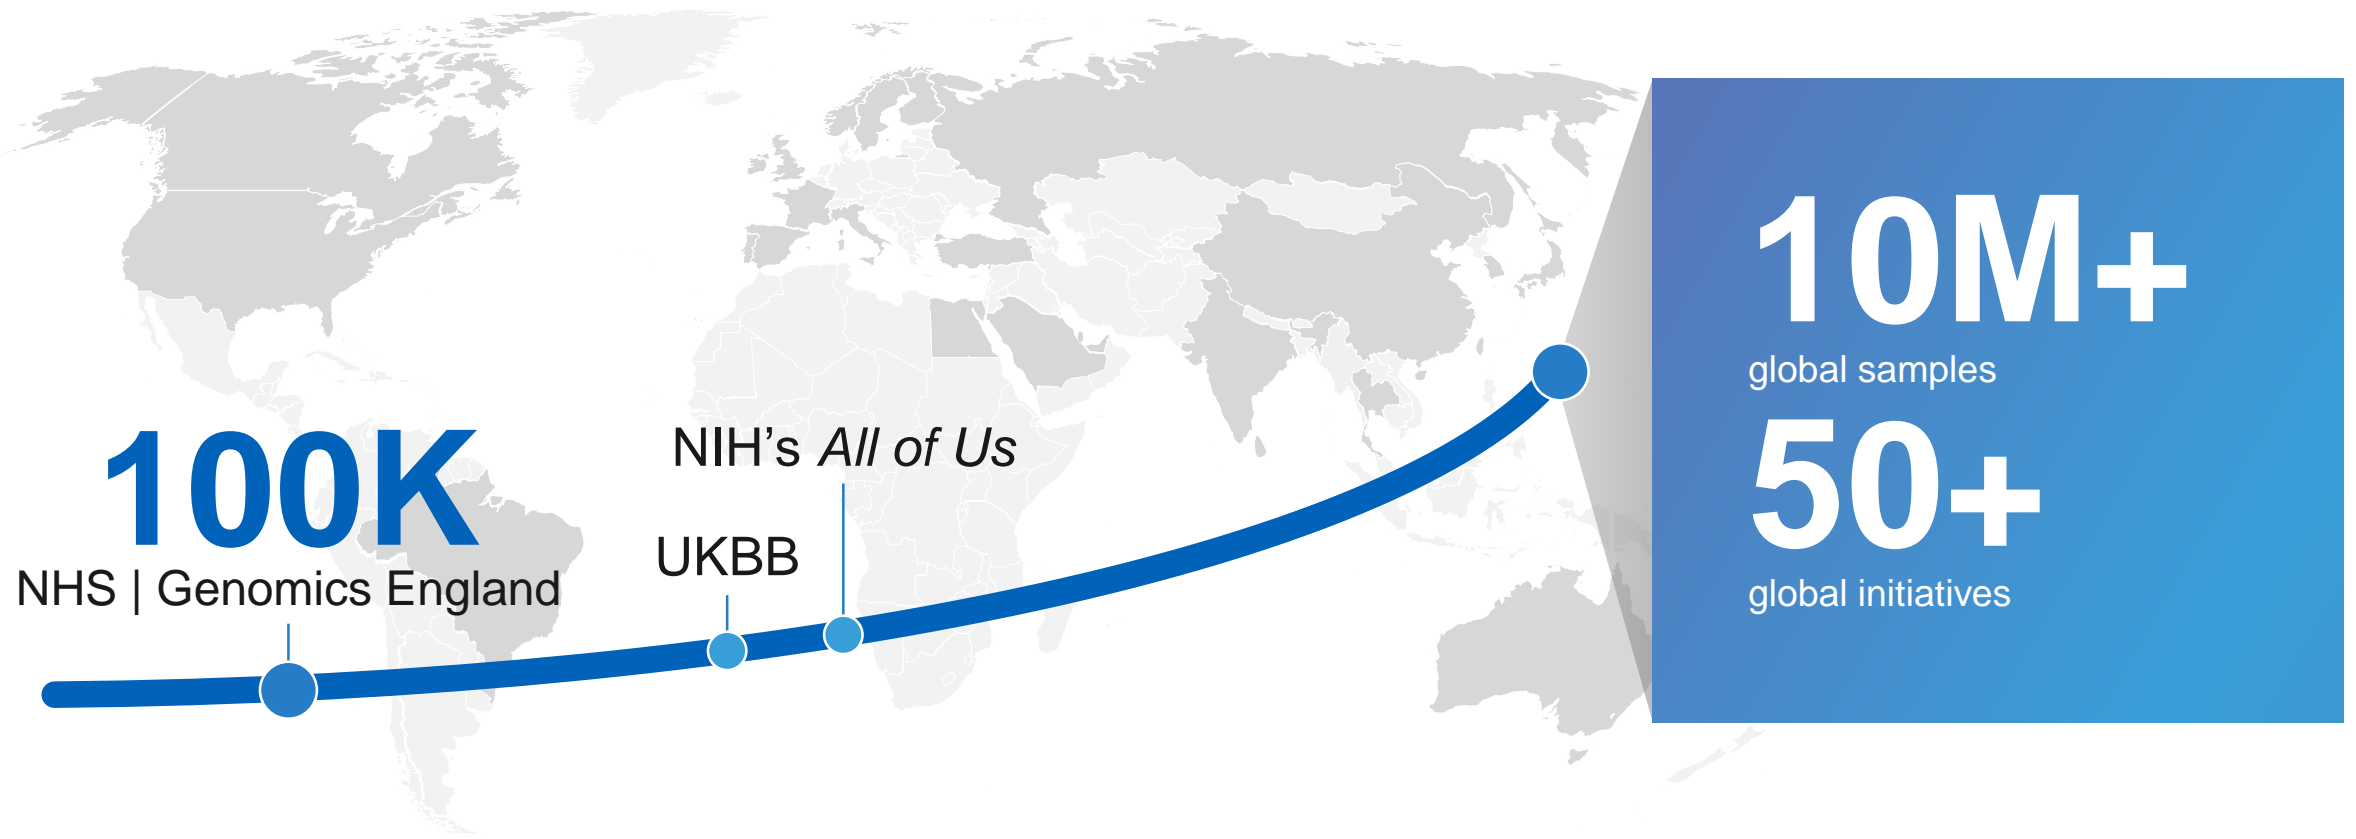 100K
NHS | Genomics England
UKBB
NIH’s All of Us
10M+
global samples
50+
global initiatives